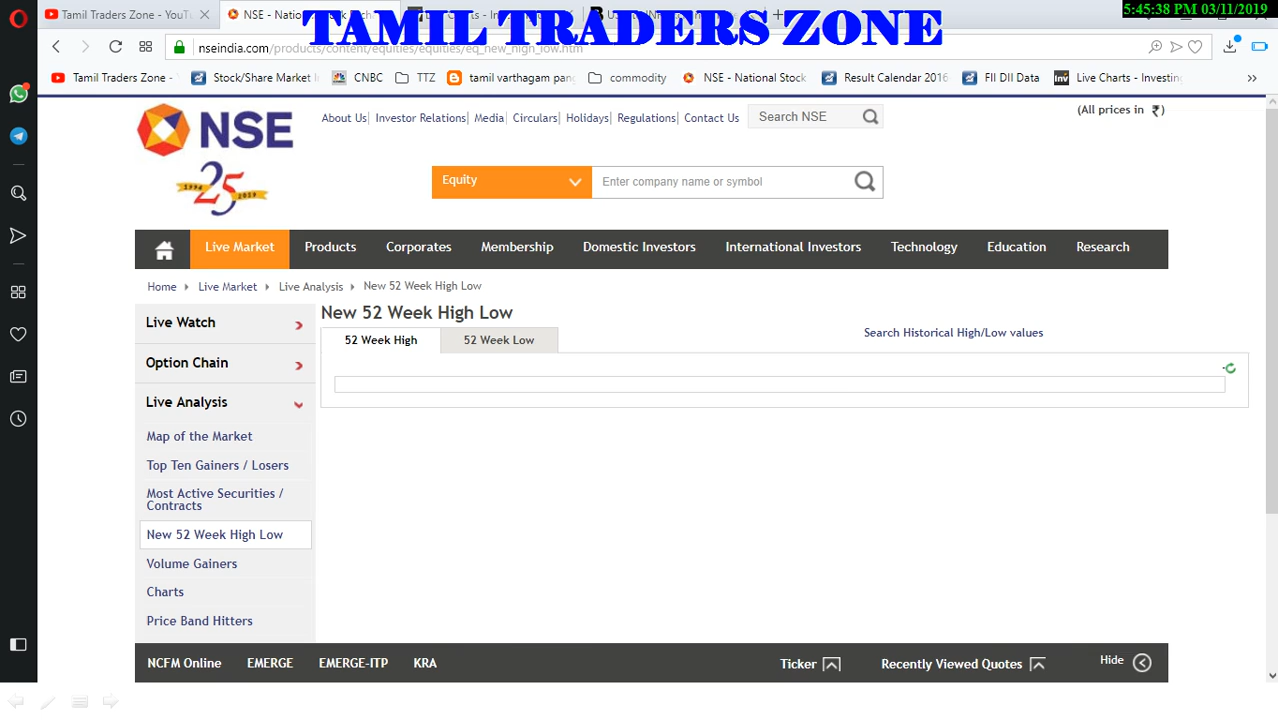 5:45:38 PM 03/11/2019
TAMIL TRADERS ZONE
Tamil Traders Zone - YouT
NSE - Nation
nseindia.com/products/content/equities/equities/eq_new_high_low.htm
Tamil Traders Zone -
Stock/Share Market I
CNBC
TTZ
tamil varthagam pang
commodity
NSE - National Stock
Result Calendar 2016
FII DII Data
Live Charts - Investing
NSE
1994 25 2019
About Us| Investor Relations| Media| Circulars| Holidays| Regulations| Contact Us
Search NSE
(All prices in ₹)
Equity
Enter company name or symbol
Live Market Products Corporates Membership Domestic Investors International Investors Technology Education Research
Home Live Market Live Analysis New 52 Week High Low
Live Watch
Option Chain
Live Analysis
Map of the Market
Top Ten Gainers / Losers
Most Active Securities /
Contracts
New 52 Week High Low
Volume Gainers
Charts
Price Band Hitters
New 52 Week High Low
52 Week High
52 Week Low
Search Historical High/Low values
NCFM Online EMERGE EMERGE-ITP KRA
Ticker
Recently Viewed Quotes
Hide